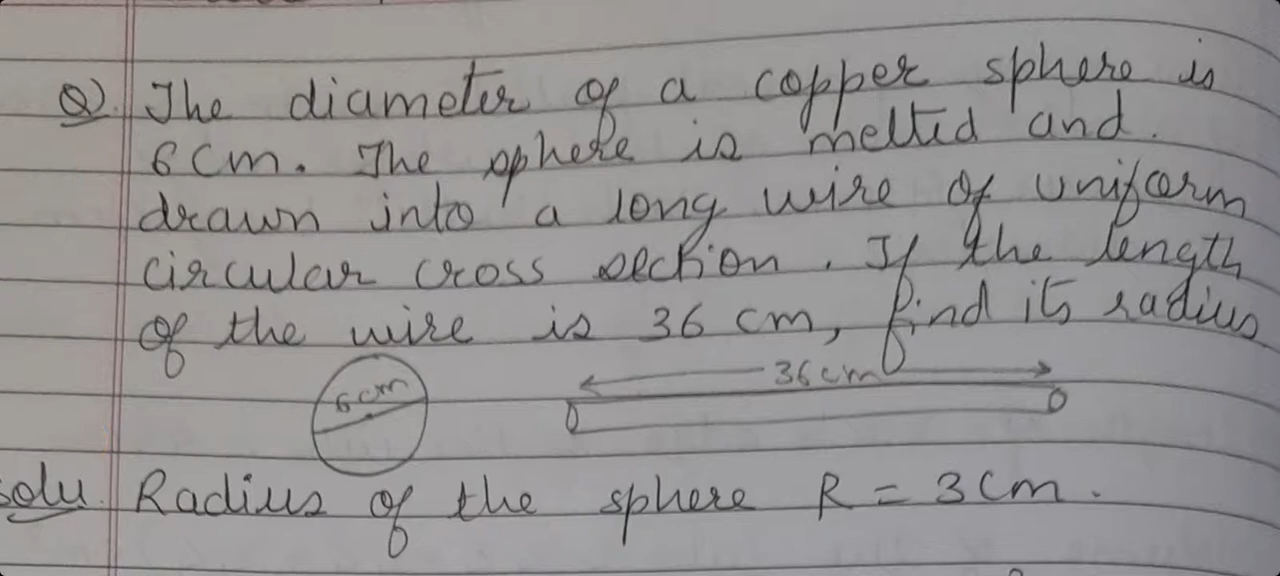 Q. The diameter of a copper sphere is
6 cm. The sphere is melted and
drawn into a long wire of uniform
circular cross section. If the length
of the wire is 36 cm, find its radius
36 cm
6 cm
Solu. Radius of the sphere R = 3 cm.